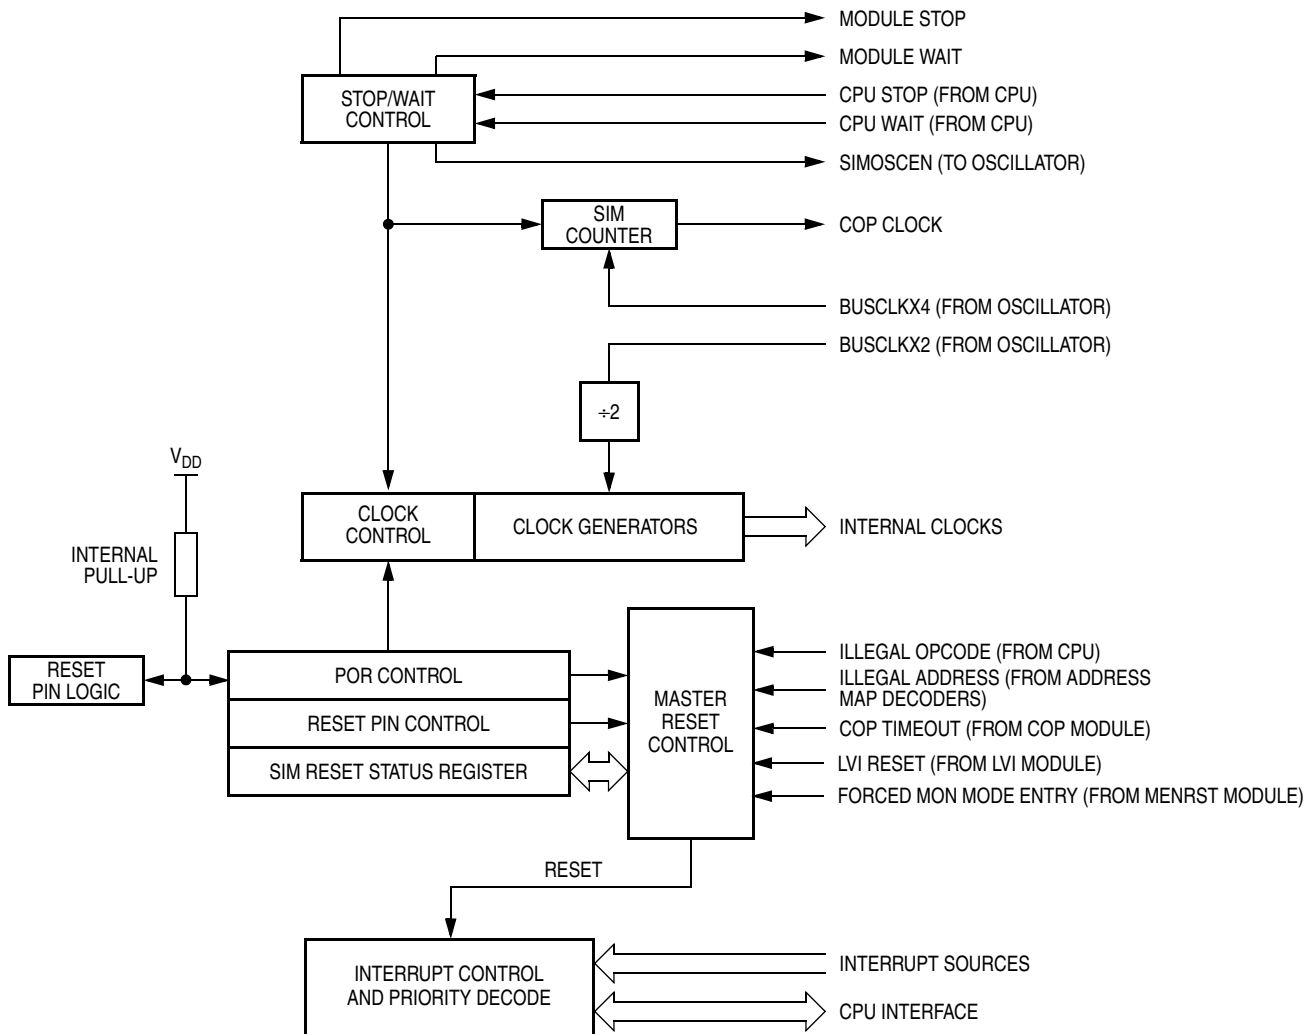 MODULE STOP
MODULE WAIT
STOP/WAIT
CONTROL
CPU STOP (FROM CPU)
CPU WAIT (FROM CPU)
SIMOSCEN (TO OSCILLATOR)
SIM
COUNTER
COP CLOCK
BUSCLKX4 (FROM OSCILLATOR)
BUSCLKX2 (FROM OSCILLATOR)
÷2
VDD
CLOCK
CONTROL
CLOCK GENERATORS
INTERNAL CLOCKS
INTERNAL
PULL-UP
RESET
PIN LOGIC
POR CONTROL
RESET PIN CONTROL
SIM RESET STATUS REGISTER
MASTER
RESET
CONTROL
ILLEGAL OPCODE (FROM CPU)
ILLEGAL ADDRESS (FROM ADDRESS
MAP DECODERS)
COP TIMEOUT (FROM COP MODULE)
LVI RESET (FROM LVI MODULE)
FORCED MON MODE ENTRY (FROM MENRST MODULE)
RESET
INTERRUPT CONTROL
AND PRIORITY DECODE
INTERRUPT SOURCES
CPU INTERFACE